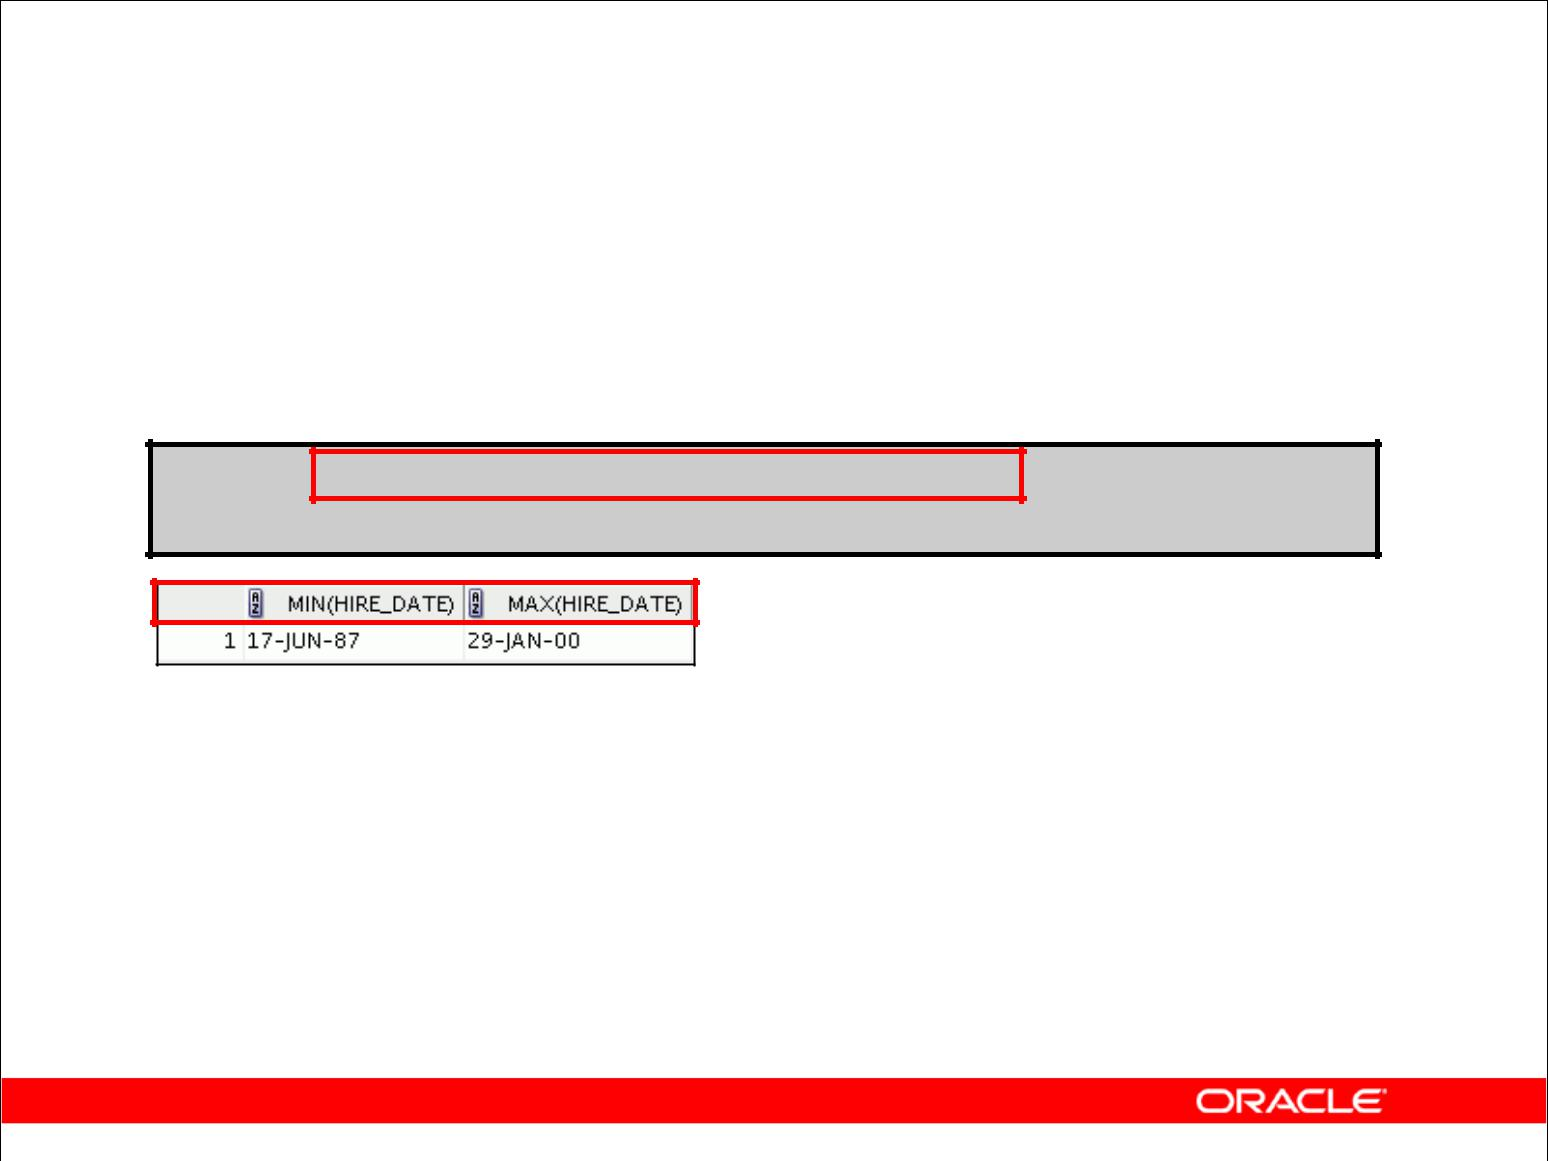 MIN(HIRE_DATE) MAX(HIRE_DATE)
1 17-JUN-87 29-JAN-00
ORACLE